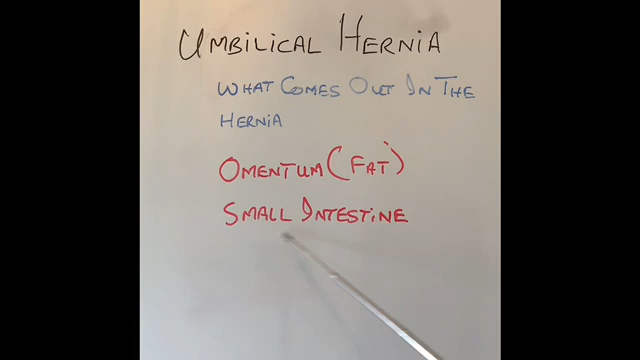 UMBILICAL HERNIA
WHAT COMES OUT IN THE
HERNIA
OMENTUM (FAT)
SMALL INTESTINE